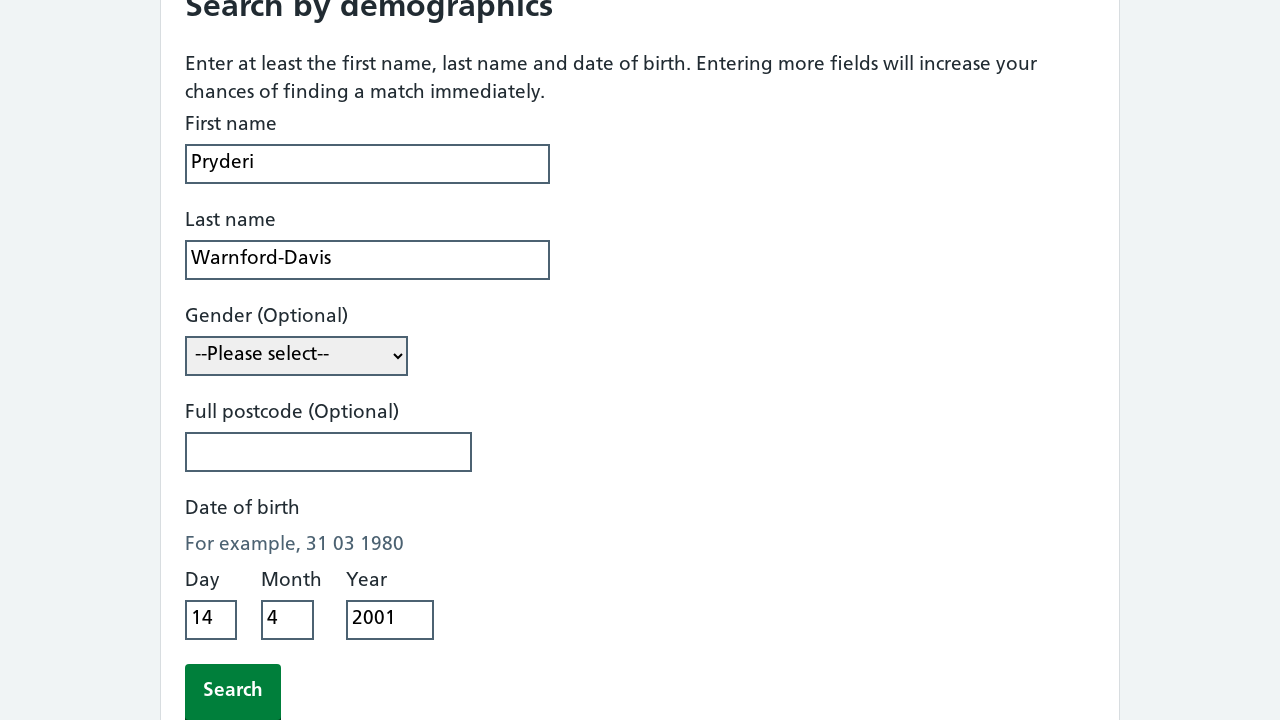 Search by demographics
Enter at least the first name, last name and date of birth. Entering more fields will increase your
chances of finding a match immediately.
First name
Pryderi
Last name
Warnford-Davis
Gender (Optional)
--Please select--
Full postcode (Optional)
Date of birth
For example, 31 03 1980
Day Month Year
14 4 2001
Search